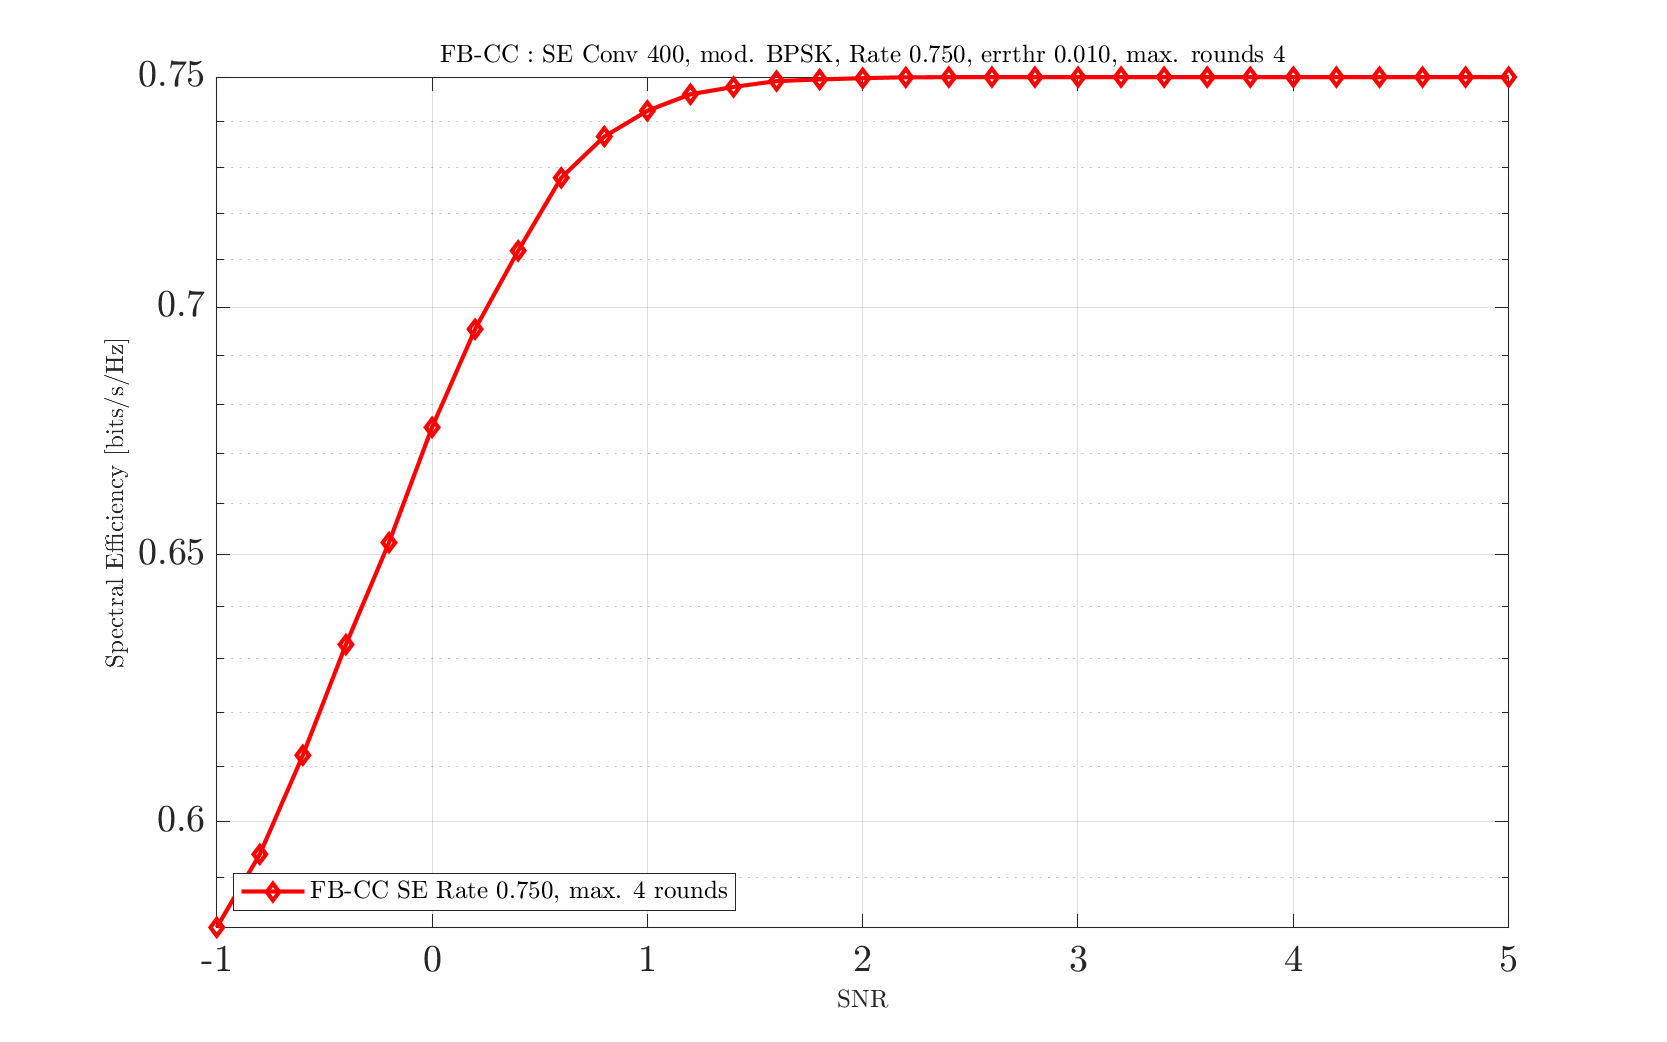 FB-CC : SE Conv 400, mod. BPSK, Rate 0.750, errthr 0.010, max. rounds 4
0.75
0.7
0.65
0.6
Spectral Efficiency [bits/s/Hz]
FB-CC SE Rate 0.750, max. 4 rounds
-1 0 1 2 3 4 5
SNR